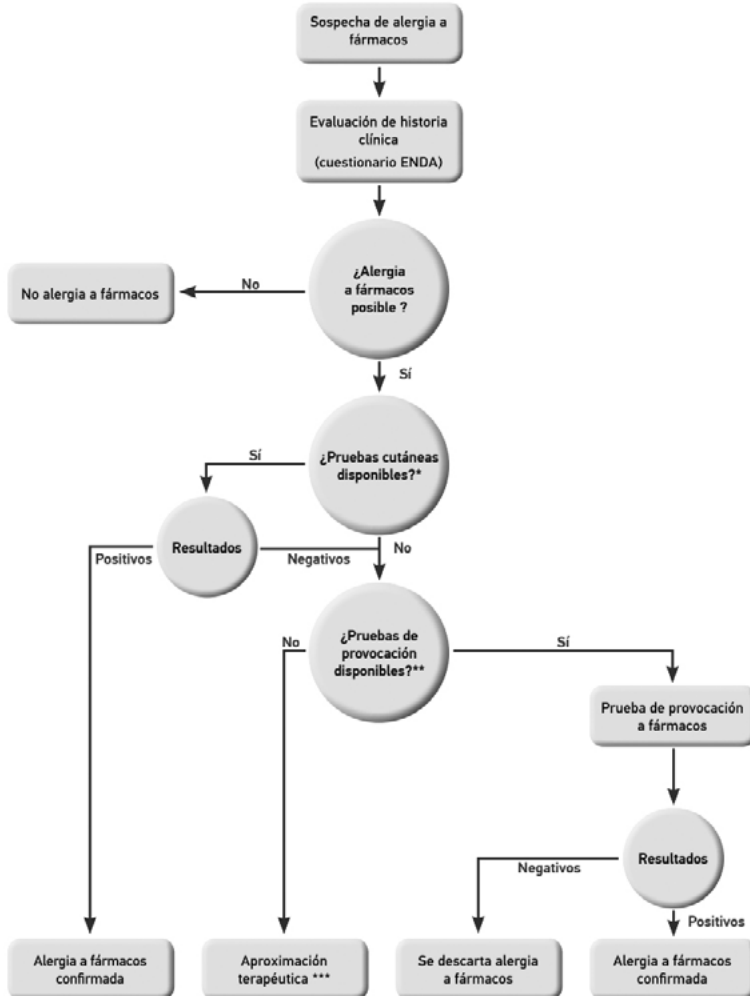 Sospecha de alergia a
fármacos
Evaluación de historia
clínica
(cuestionario ENDA)
¿Alergia
a fármacos
posible ?
No
No alergia a fármacos
Sí
¿Pruebas cutáneas
disponibles?*
Sí
Resultados
Positivos
Negativos
No
¿Pruebas de
provocación
disponibles?**
No
Sí
Prueba de provocación
a fármacos
Resultados
Negativos
Positivos
Alergia a fármacos
confirmada
Aproximación
terapéutica ***
Se descarta alergia
a fármacos
Alergia a fármacos
confirmada